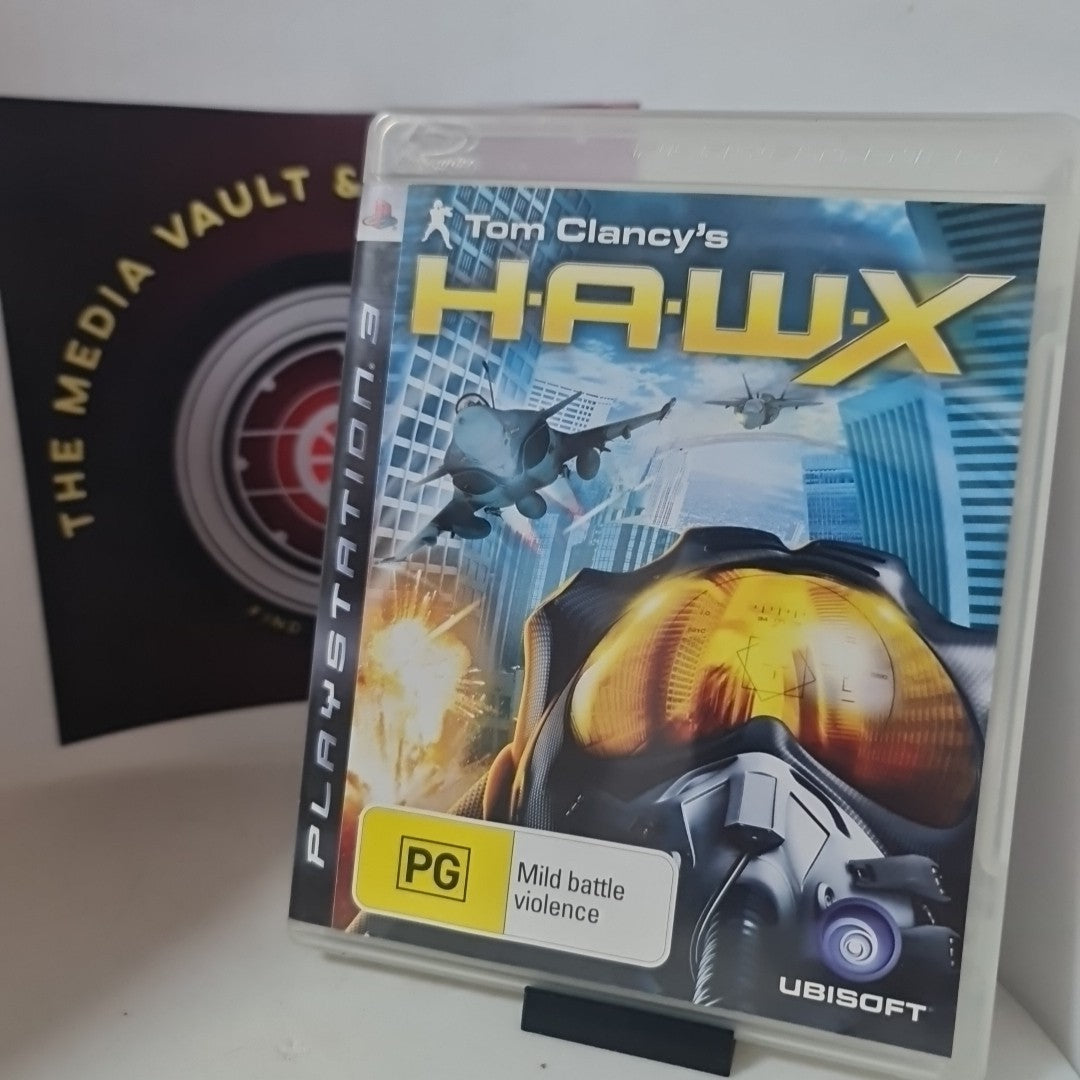 THE MEDIA VAULT &
FIND
PLAYSTATION 3
Tom Clancy's
H·A·W·X
PG
Mild battle
violence
UBISOFT